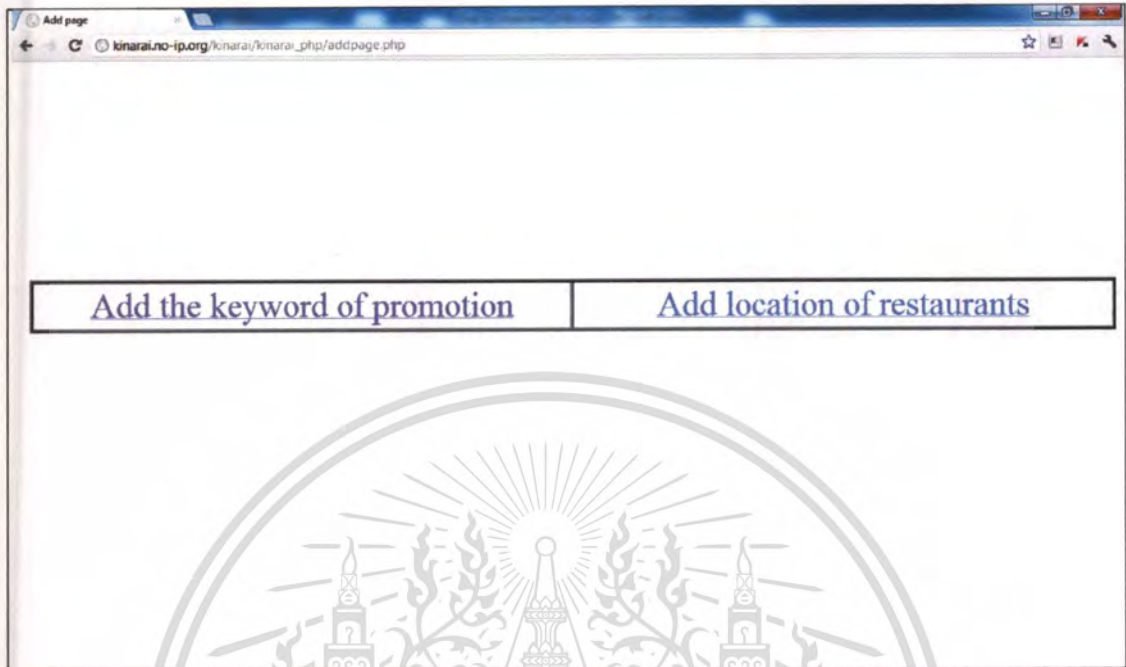 Add page
kinarai.no-ip.org/kinarai/kinarai_php/addpage.php
Add the keyword of promotion
Add location of restaurants